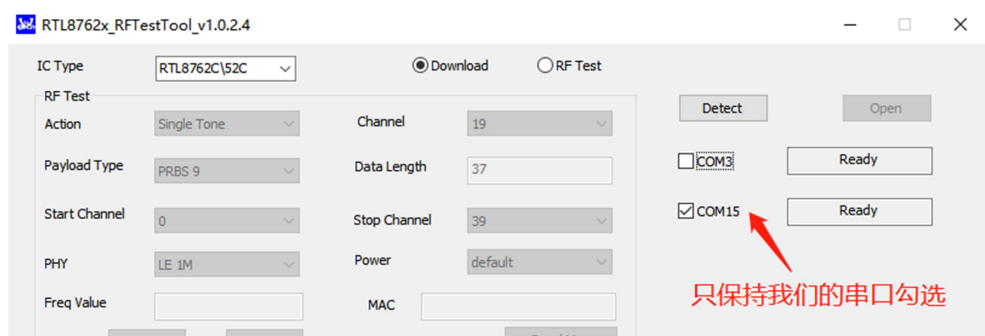 RTL8762x_RFTestTool_v1.0.2.4
IC Type RTL8762C\52C Download RF Test
RF Test
Action Single Tone Channel 19 Detect Open
Payload Type PRBS 9 Data Length 37 COM3 Ready
Start Channel 0 Stop Channel 39 COM15 Ready
PHY LE 1M Power default
只保持我们的串口勾选
Freq Value MAC